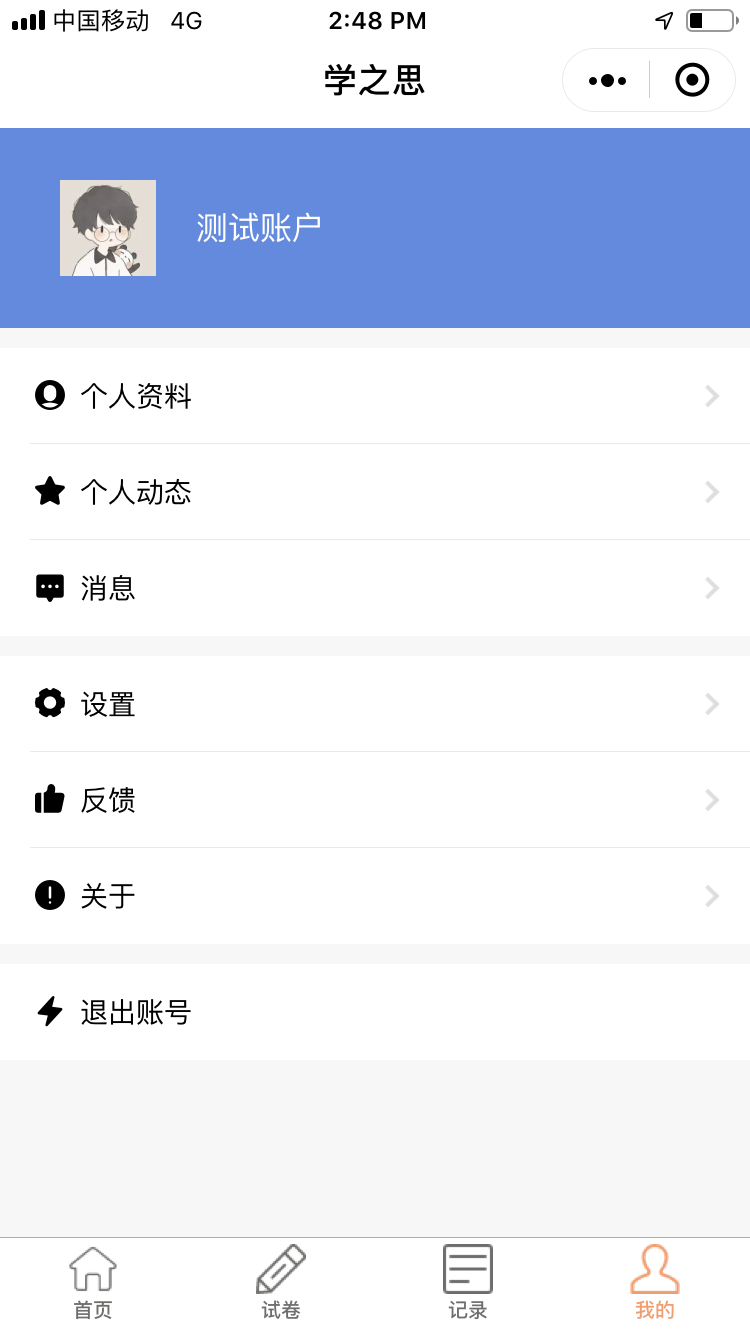 中国移动 4G 2:48 PM
学之思
测试账户
个人资料
个人动态
消息
设置
反馈
关于
退出账号
首页 试卷 记录 我的